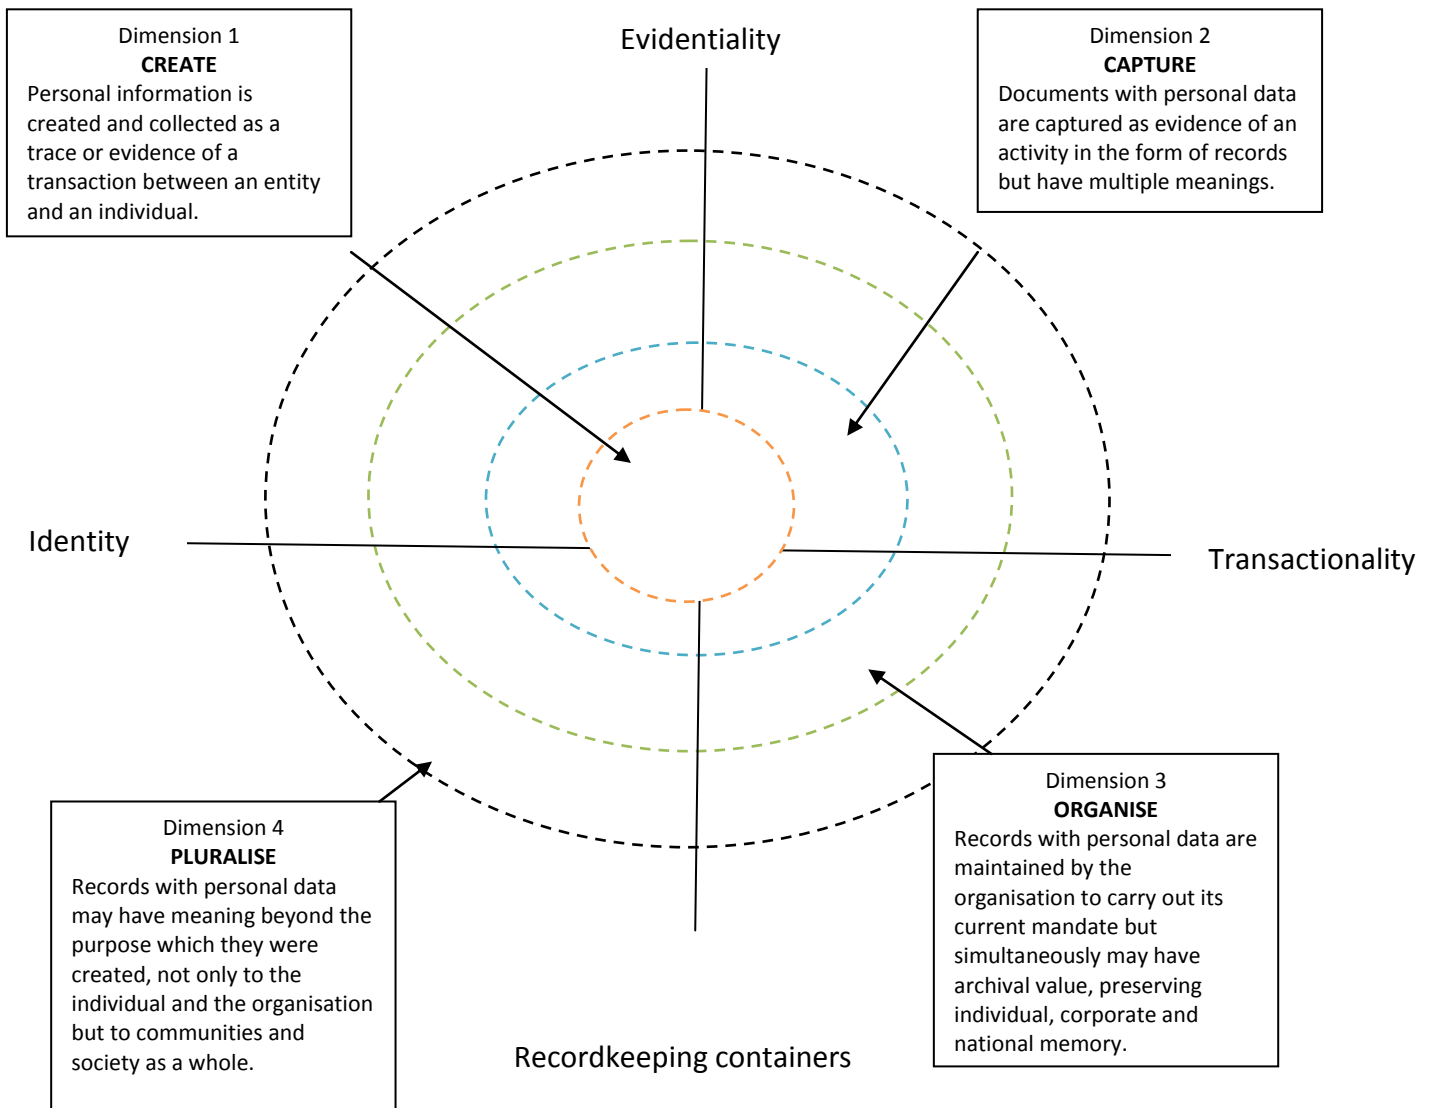 Dimension 1
CREATE
Personal information is
created and collected as a
trace or evidence of a
transaction between an entity
and an individual.
Evidentiality
Dimension 2
CAPTURE
Documents with personal data
are captured as evidence of an
activity in the form of records
but have multiple meanings.
Identity
Transactionality
Dimension 4
PLURALISE
Records with personal data
may have meaning beyond the
purpose which they were
created, not only to the
individual and the organisation
but to communities and
society as a whole.
Recordkeeping containers
Dimension 3
ORGANISE
Records with personal data are
maintained by the
organisation to carry out its
current mandate but
simultaneously may have
archival value, preserving
individual, corporate and
national memory.